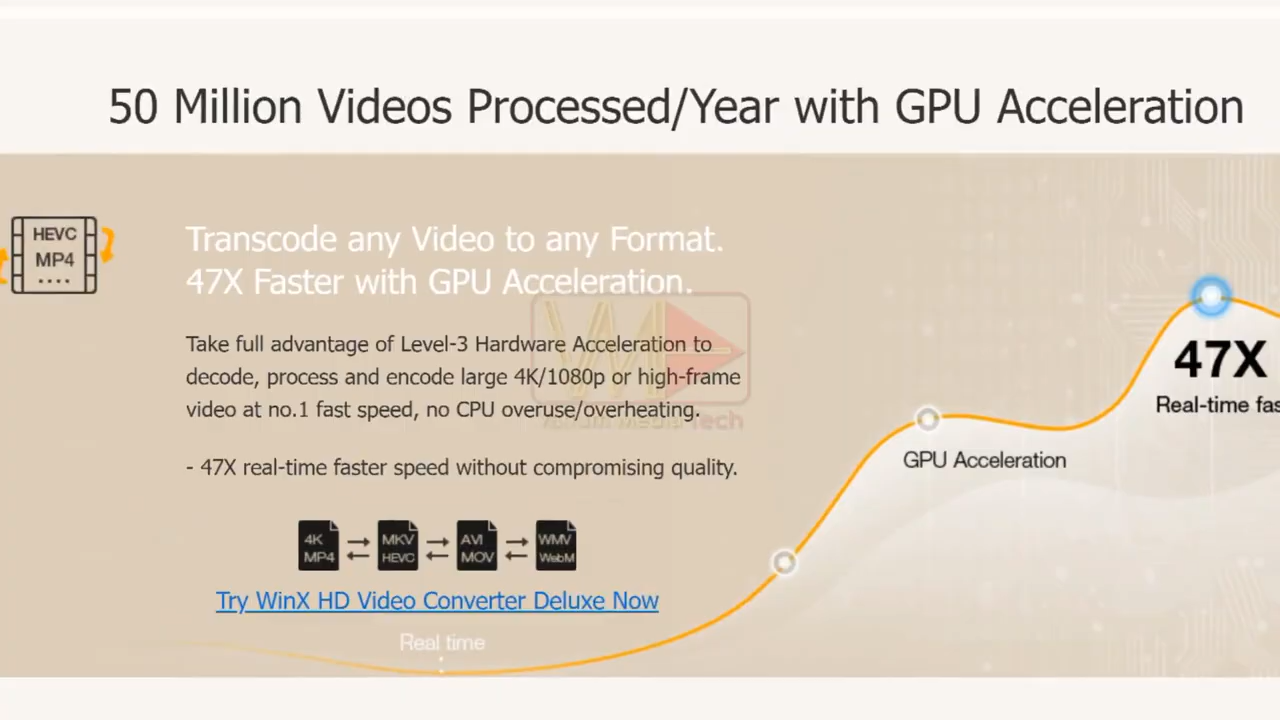 50 Million Videos Processed/Year with GPU Acceleration
HEVC
MP4
Transcode any Video to any Format.
47X Faster with GPU Acceleration.
Take full advantage of Level-3 Hardware Acceleration to
decode, process and encode large 4K/1080p or high-frame
video at no.1 fast speed, no CPU overuse/overheating.
- 47X real-time faster speed without compromising quality.
4K
MP4
MKV
HEVC
AVI
MOV
WMV
WebM
Try WinX HD Video Converter Deluxe Now
Real time
GPU Acceleration
47X
Real-time fas
Tech